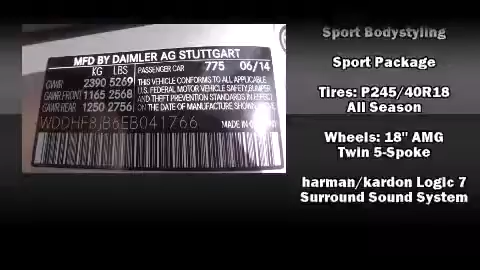 MFD BY DAIMLER AG STUTTGART
KG LBS
PASSENGER CAR 775 06/14
GVWR 2390 5269
GAWR FRONT 1165 2568
GAWR REAR 1250 2756
THIS VEHICLE CONFORMS TO ALL APPLICABLE
U.S. FEDERAL MOTOR VEHICLE SAFETY, BUMPER,
AND THEFT PREVENTION STANDARDS IN EFFECT
ON THE DATE OF MANUFACTURE SHOWN ABOVE.
WDDHF8JB6EB041766
Sport Bodystyling
Sport Package
Tires: P245/40R18
All Season
Wheels: 18" AMG
Twin 5-Spoke
harman/kardon Logic 7
Surround Sound System